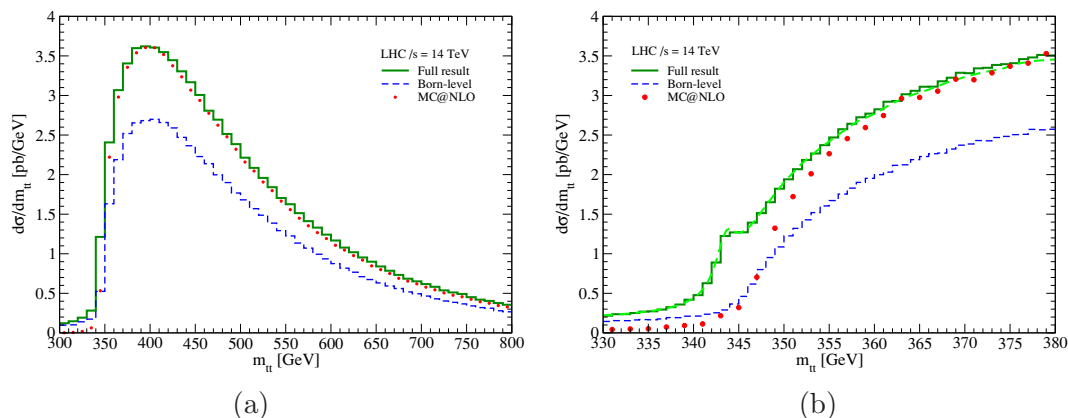 4
3.5
3
2.5
2
1.5
1
0.5
0
dσ/dm_tt [pb/GeV]
LHC √s = 14 TeV
Full result
Born-level
MC@NLO
300 350 400 450 500 550 600 650 700 750 800
m_tt [GeV]
(a)
4
3.5
3
2.5
2
1.5
1
0.5
0
dσ/dm_tt [pb/GeV]
LHC √s = 14 TeV
Full result
Born-level
MC@NLO
330 335 340 345 350 355 360 365 370 375 380
m_tt [GeV]
(b)